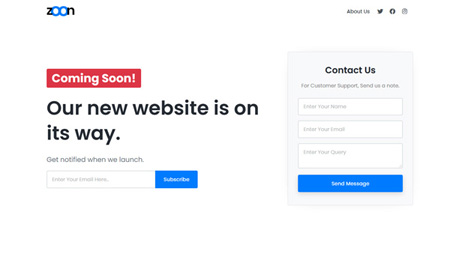 zoon
About Us
Coming Soon!
Our new website is on
its way.
Get notified when we launch.
Enter Your Email Here..
Subscribe
Contact Us
For Customer Support, Send us a note.
Enter Your Name
Enter Your Email
Enter Your Query
Send Message